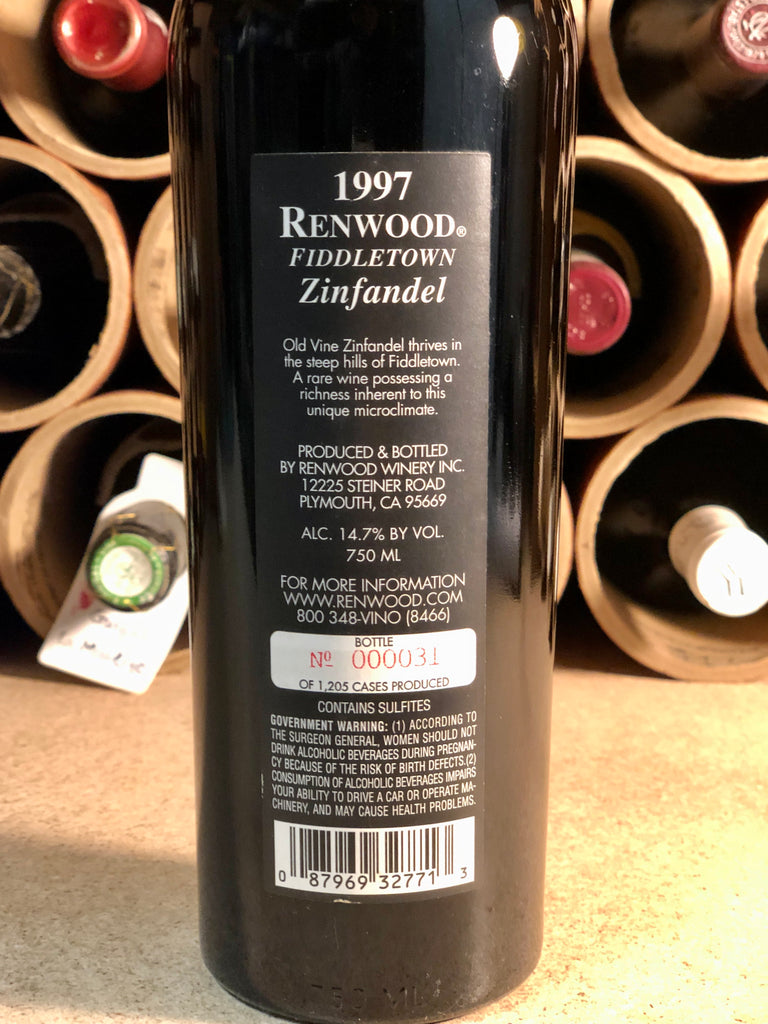 1997
RENWOOD®
FIDDLETOWN
Zinfandel
Old Vine Zinfandel thrives in
the steep hills of Fiddletown.
A rare wine possessing a
richness inherent to this
unique microclimate.
PRODUCED & BOTTLED
BY RENWOOD WINERY INC.
12225 STEINER ROAD
PLYMOUTH, CA 95669
ALC. 14.7% BY VOL.
750 ML
FOR MORE INFORMATION
WWW.RENWOOD.COM
800 348-VINO (8466)
BOTTLE
Nº 000031
OF 1,205 CASES PRODUCED
CONTAINS SULFITES
GOVERNMENT WARNING: (1) ACCORDING TO
THE SURGEON GENERAL, WOMEN SHOULD NOT
DRINK ALCOHOLIC BEVERAGES DURING PREGNAN-
CY BECAUSE OF THE RISK OF BIRTH DEFECTS.(2)
CONSUMPTION OF ALCOHOLIC BEVERAGES IMPAIRS
YOUR ABILITY TO DRIVE A CAR OR OPERATE MA-
CHINERY, AND MAY CAUSE HEALTH PROBLEMS.
0 87969 32771 3
750 ML